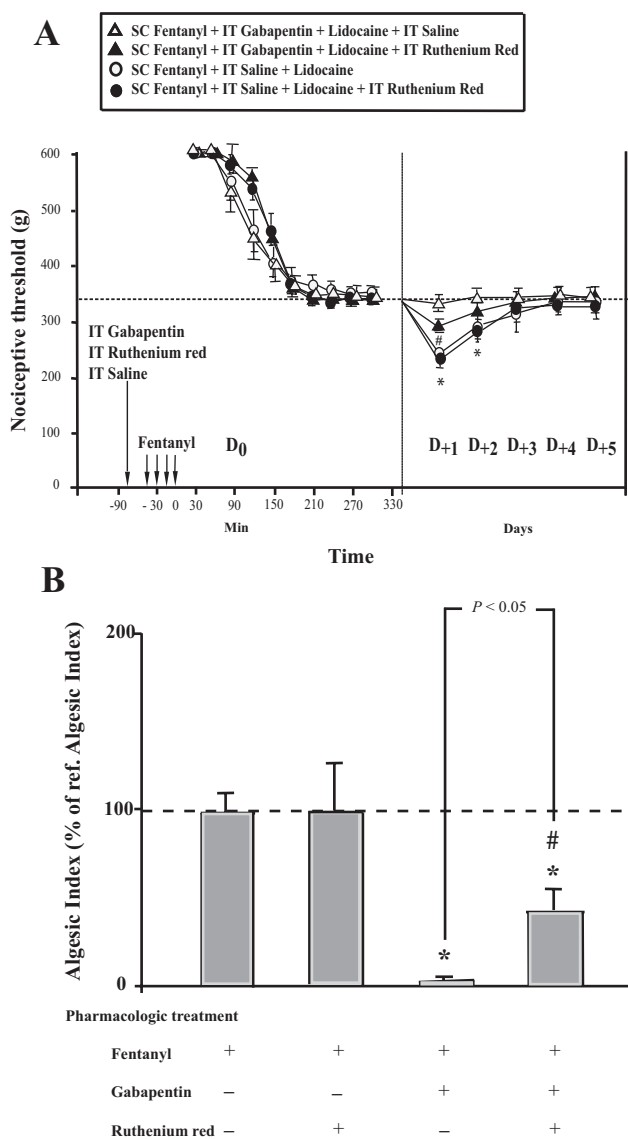 A
SC Fentanyl + IT Gabapentin + Lidocaine + IT Saline
SC Fentanyl + IT Gabapentin + Lidocaine + IT Ruthenium Red
SC Fentanyl + IT Saline + Lidocaine
SC Fentanyl + IT Saline + Lidocaine + IT Ruthenium Red
Nociceptive threshold (g)
600
500
400
300
200
100
0
IT Gabapentin
IT Ruthenium red
IT Saline
Fentanyl
D0
#
*
*
D+1 D+2 D+3 D+4 D+5
-90 - 30 0 30 90 150 210 270 330
Min Days
Time
B
Algesic Index (% of ref. Algesic Index)
200
100
0
P < 0.05
#
*
*
Pharmacologic treatment
Fentanyl + + + +
Gabapentin – – + +
Ruthenium red – + – +